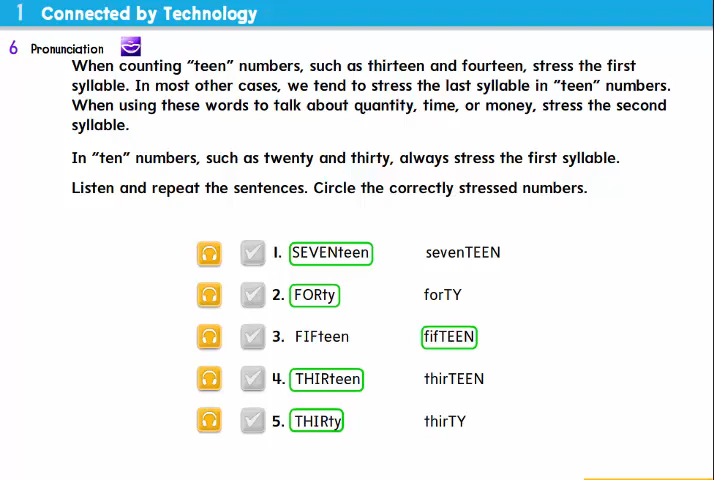 1 Connected by Technology
6 Pronunciation
When counting “teen” numbers, such as thirteen and fourteen, stress the first
syllable. In most other cases, we tend to stress the last syllable in “teen” numbers.
When using these words to talk about quantity, time, or money, stress the second
syllable.
In “ten” numbers, such as twenty and thirty, always stress the first syllable.
Listen and repeat the sentences. Circle the correctly stressed numbers.
1. SEVENteen sevenTEEN
2. FORty forTY
3. FIFteen fifTEEN
4. THIRteen thirTEEN
5. THIRty thirTY